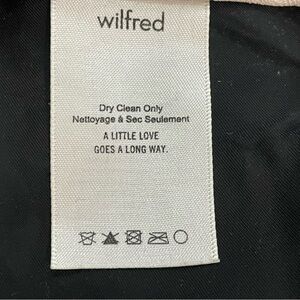 wilfred
Dry Clean Only
Nettoyage à Sec Seulement
A LITTLE LOVE
GOES A LONG WAY.